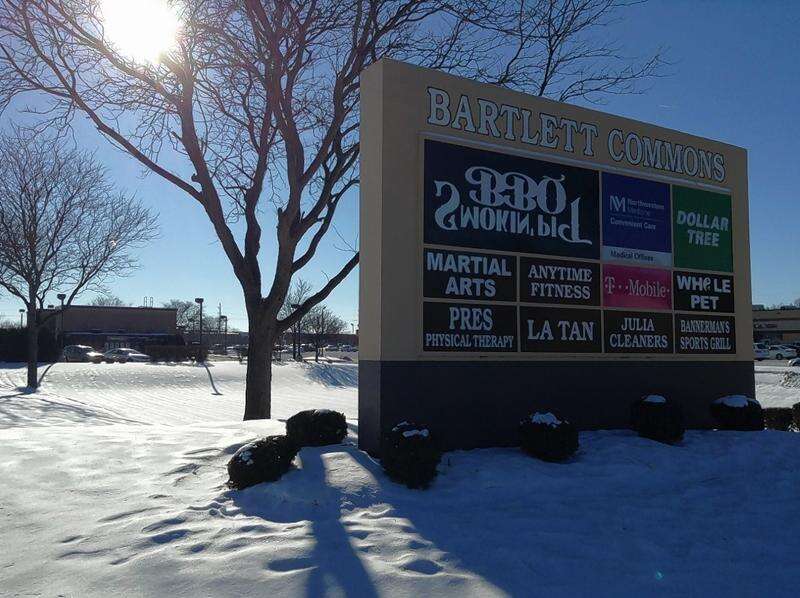 BARTLETT COMMONS
SMOKIN' Pit
BBQ
NM Northwestern
Medicine
Convenient Care
Medical Offices
DOLLAR
TREE
MARTIAL
ARTS
ANYTIME
FITNESS
T··Mobile·
WHOLE
PET
PRES
PHYSICAL THERAPY
LA TAN
JULIA
CLEANERS
BANNERMAN'S
SPORTS GRILL